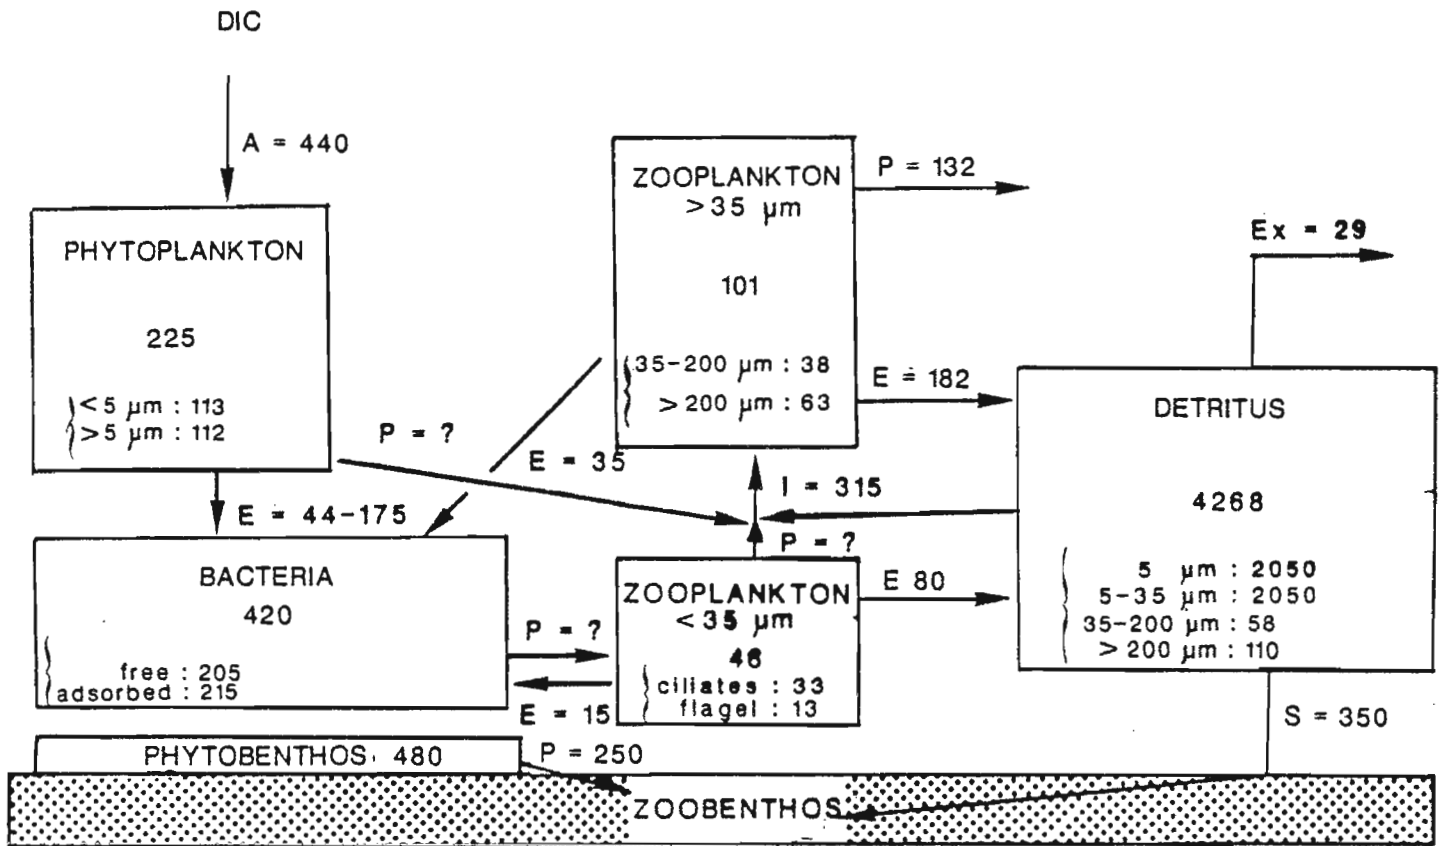 DIC
A = 440
PHYTOPLANKTON
225
< 5 µm : 113
> 5 µm : 112
ZOOPLANKTON
> 35 µm
101
35-200 µm : 38
> 200 µm : 63
P = 132
Ex = 29
E = 182
DETRITUS
4268
5 µm : 2050
5-35 µm : 2050
35-200 µm : 58
> 200 µm : 110
P = ?
E = 35
I = 315
E = 44-175
P = ?
BACTERIA
420
free : 205
adsorbed : 215
P = ?
E = 15
ZOOPLANKTON
< 35 µm
46
ciliates : 33
flagel : 13
E 80
S = 350
PHYTOBENTHOS 480
P = 250
ZOOBENTHOS